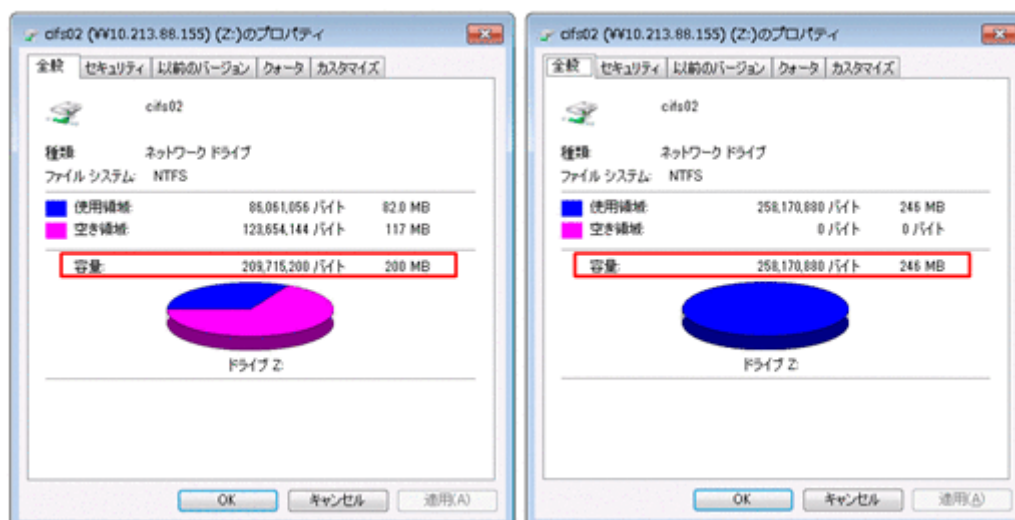 cifs02 (¥¥10.213.88.155) (Z:)のプロパティ
全般 セキュリティ 以前のバージョン クォータ カスタマイズ
cifs02
種類: ネットワーク ドライブ
ファイル システム: NTFS
使用領域: 86,061,056 バイト 82.0 MB
空き領域: 123,654,144 バイト 117 MB
容量: 209,715,200 バイト 200 MB
ドライブ Z:
OK キャンセル 適用(A)
cifs02 (¥¥10.213.88.155) (Z:)のプロパティ
全般 セキュリティ 以前のバージョン クォータ カスタマイズ
cifs02
種類: ネットワーク ドライブ
ファイル システム: NTFS
使用領域: 258,170,880 バイト 246 MB
空き領域: 0 バイト 0 バイト
容量: 258,170,880 バイト 246 MB
ドライブ Z:
OK キャンセル 適用(A)